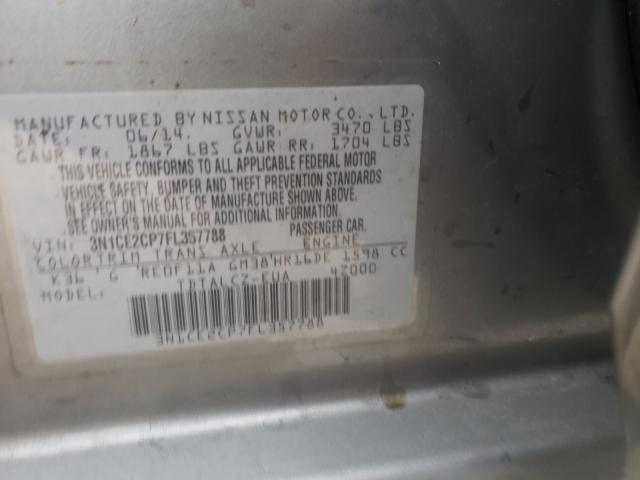 MANUFACTURED BY NISSAN MOTOR CO., LTD.
DATE: 06/14. GVWR: 3470 LBS
GAWR FR: 1867 LBS GAWR RR: 1704 LBS
THIS VEHICLE CONFORMS TO ALL APPLICABLE FEDERAL MOTOR
VEHICLE SAFETY, BUMPER AND THEFT PREVENTION STANDARDS
IN EFFECT ON THE DATE OF MANUFACTURE SHOWN ABOVE.
SEE OWNER'S MANUAL FOR ADDITIONAL INFORMATION.
VIN: 3N1CE2CP7FL357788 PASSENGER CAR.
COLOR TRIM TRANS AXLE ENGINE
K36 G RE0F11A GM38 HR16DE 1598 CC
MODEL: TDTALCZ-EUA 42000
3N1CE2CP7FL357788